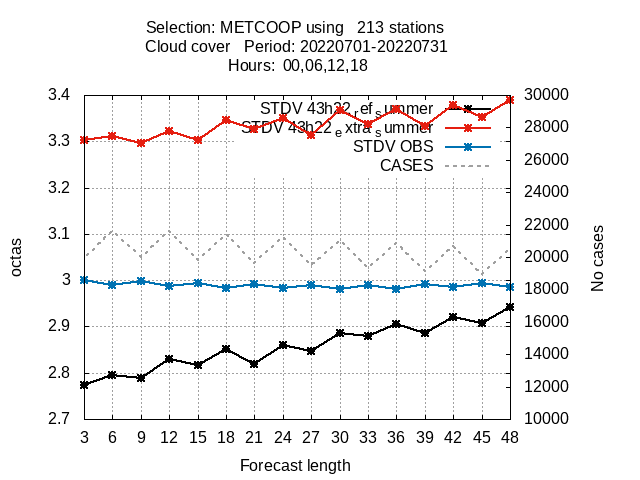 Selection: METCOOP using 213 stations
Cloud cover Period: 20220701-20220731
Hours: 00,06,12,18
STDV 43h22_ref_summer
STDV 43h22_extra_summer
STDV OBS
CASES
3.4
3.3
3.2
3.1
3
2.9
2.8
2.7
octas
30000
28000
26000
24000
22000
20000
18000
16000
14000
12000
10000
No cases
3 6 9 12 15 18 21 24 27 30 33 36 39 42 45 48
Forecast length